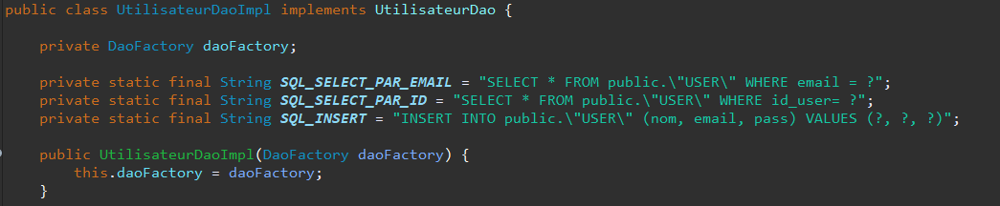 public class UtilisateurDaoImpl implements UtilisateurDao {
private DaoFactory daoFactory;
private static final String SQL_SELECT_PAR_EMAIL = "SELECT * FROM public.\"USER\" WHERE email = ?";
private static final String SQL_SELECT_PAR_ID = "SELECT * FROM public.\"USER\" WHERE id_user= ?";
private static final String SQL_INSERT = "INSERT INTO public.\"USER\" (nom, email, pass) VALUES (?, ?, ?)";
public UtilisateurDaoImpl(DaoFactory daoFactory) {
this.daoFactory = daoFactory;
}